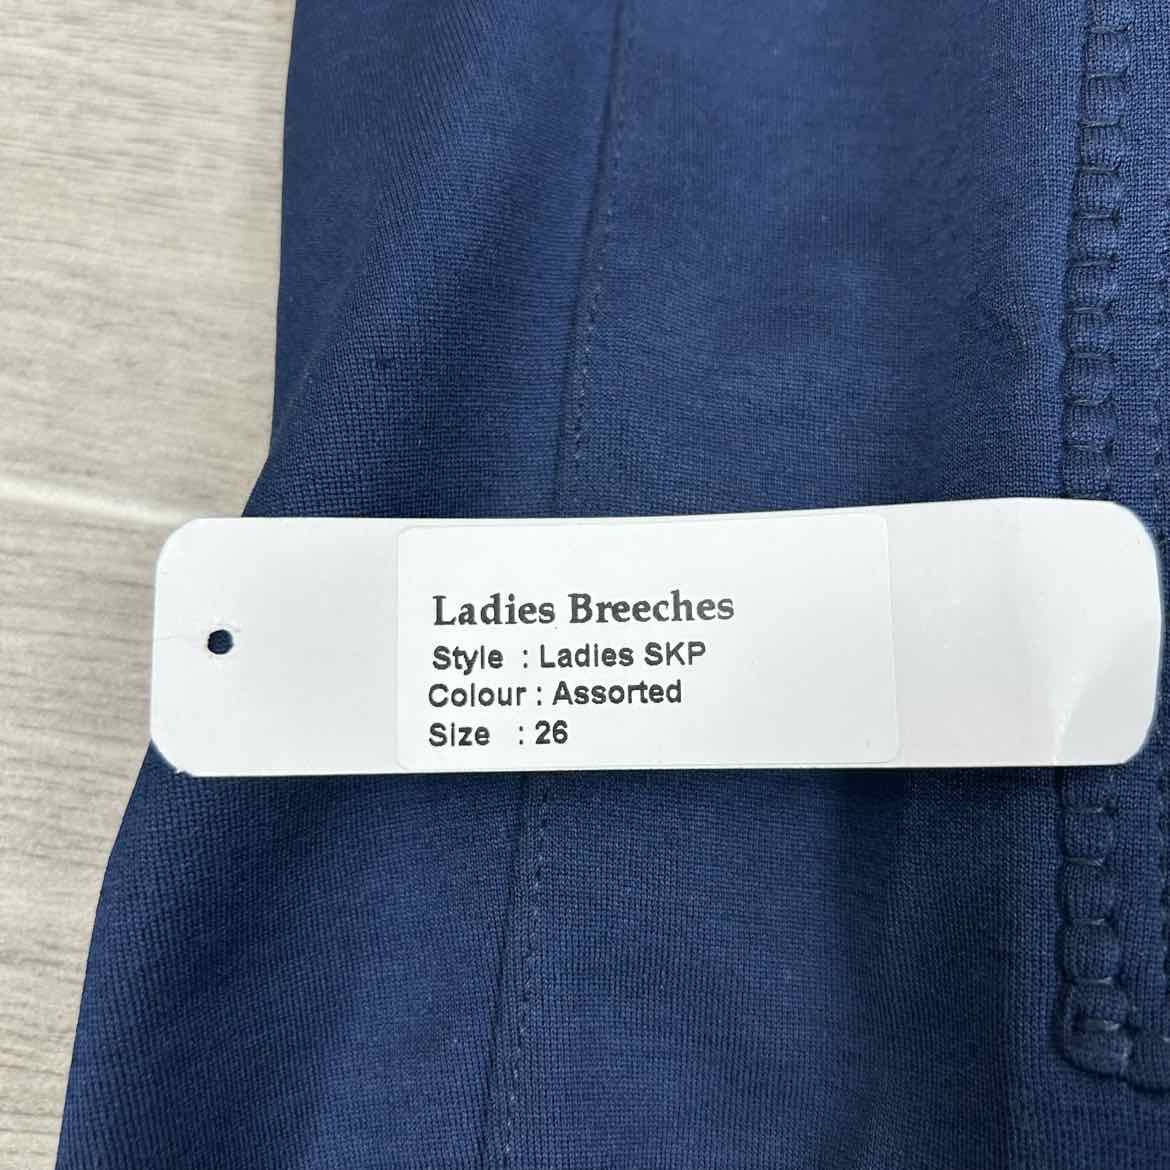 Ladies Breeches
Style : Ladies SKP
Colour : Assorted
Size : 26